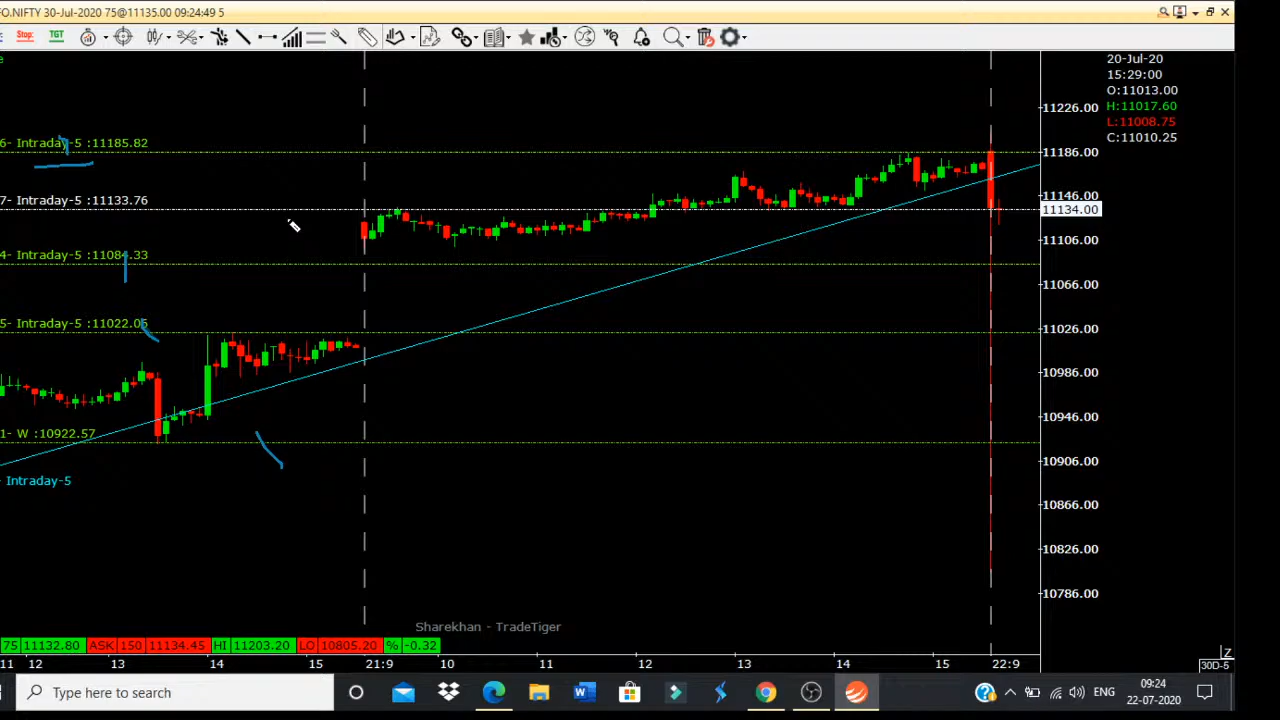 FO.NIFTY 30-Jul-2020 75@11135.00 09:24:49 5
Stop: TGT
e
20-Jul-20
15:29:00
O:11013.00
H:11017.60
L:11008.75
C:11010.25
6- Intraday-5 :11185.82
7- Intraday-5 :11133.76
4- Intraday-5 :11084.33
5- Intraday-5 :11022.05
1- W :10922.57
- Intraday-5
11226.00
11186.00
11146.00
11134.00
11106.00
11066.00
11026.00
10986.00
10946.00
10906.00
10866.00
10826.00
10786.00
Sharekhan - TradeTiger
75 11132.80 ASK 150 11134.45 HI 11203.20 LO 10805.20 % -0.32
11 12 13 14 15 21:9 10 11 12 13 14 15 22:9
Z
30D-5
Type here to search
ENG
09:24
22-07-2020